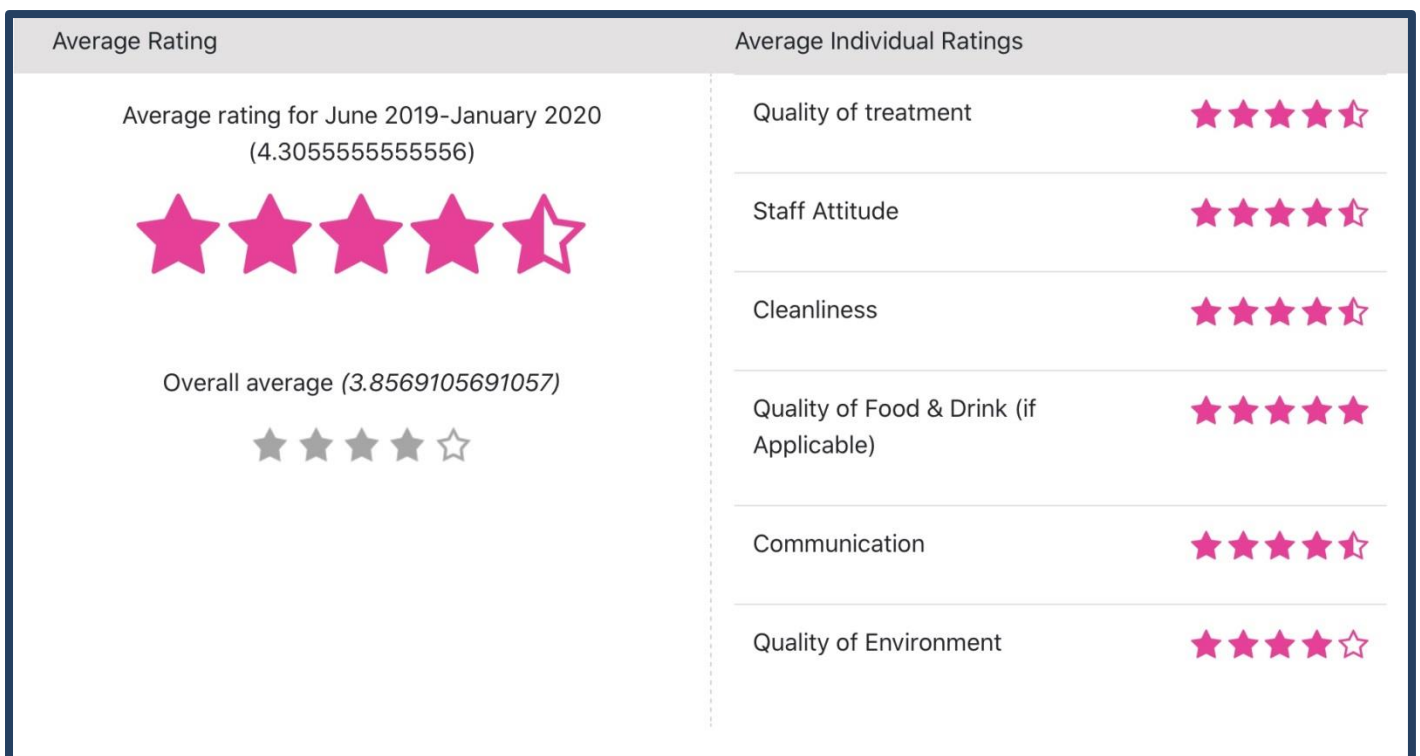 Average Rating
Average rating for June 2019-January 2020
(4.3055555555556)
Overall average (3.8569105691057)
Average Individual Ratings
Quality of treatment
Staff Attitude
Cleanliness
Quality of Food & Drink (if
Applicable)
Communication
Quality of Environment